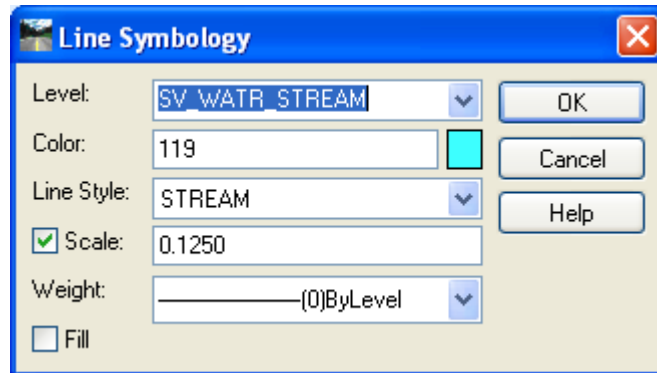 Line Symbology
Level: SV_WATR_STREAM OK
Color: 119 Cancel
Line Style: STREAM Help
Scale: 0.1250
Weight: (0)ByLevel
Fill